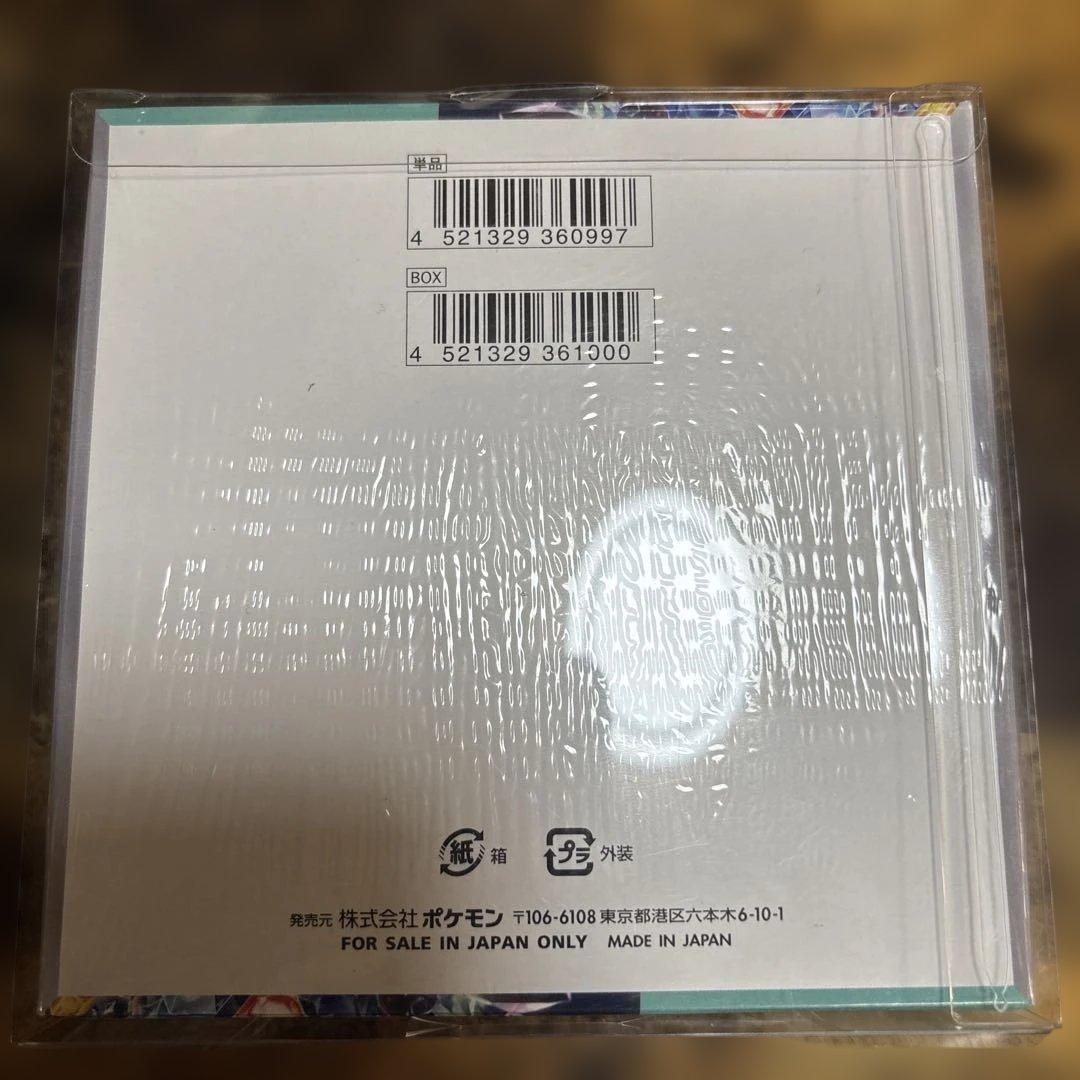 単品
4 521329 360997
BOX
4 521329 361000
紙 箱 プラ 外装
発売元 株式会社ポケモン 〒106-6108 東京都港区六本木6-10-1
FOR SALE IN JAPAN ONLY MADE IN JAPAN